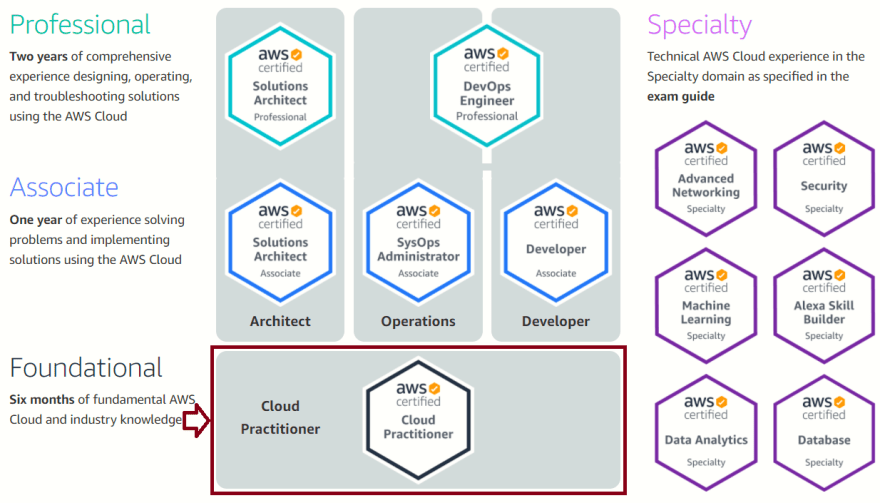 Professional
Two years of comprehensive
experience designing, operating,
and troubleshooting solutions
using the AWS Cloud
aws
certified
Solutions
Architect
Professional
aws
certified
DevOps
Engineer
Professional
Associate
One year of experience solving
problems and implementing
solutions using the AWS Cloud
aws
certified
Solutions
Architect
Associate
aws
certified
SysOps
Administrator
Associate
aws
certified
Developer
Associate
Architect
Operations
Developer
Foundational
Six months of fundamental AWS
Cloud and industry knowledge
Cloud
Practitioner
aws
certified
Cloud
Practitioner
Specialty
Technical AWS Cloud experience in the
Specialty domain as specified in the
exam guide
aws
certified
Advanced
Networking
Specialty
aws
certified
Security
Specialty
aws
certified
Machine
Learning
Specialty
aws
certified
Alexa Skill
Builder
Specialty
aws
certified
Data Analytics
Specialty
aws
certified
Database
Specialty